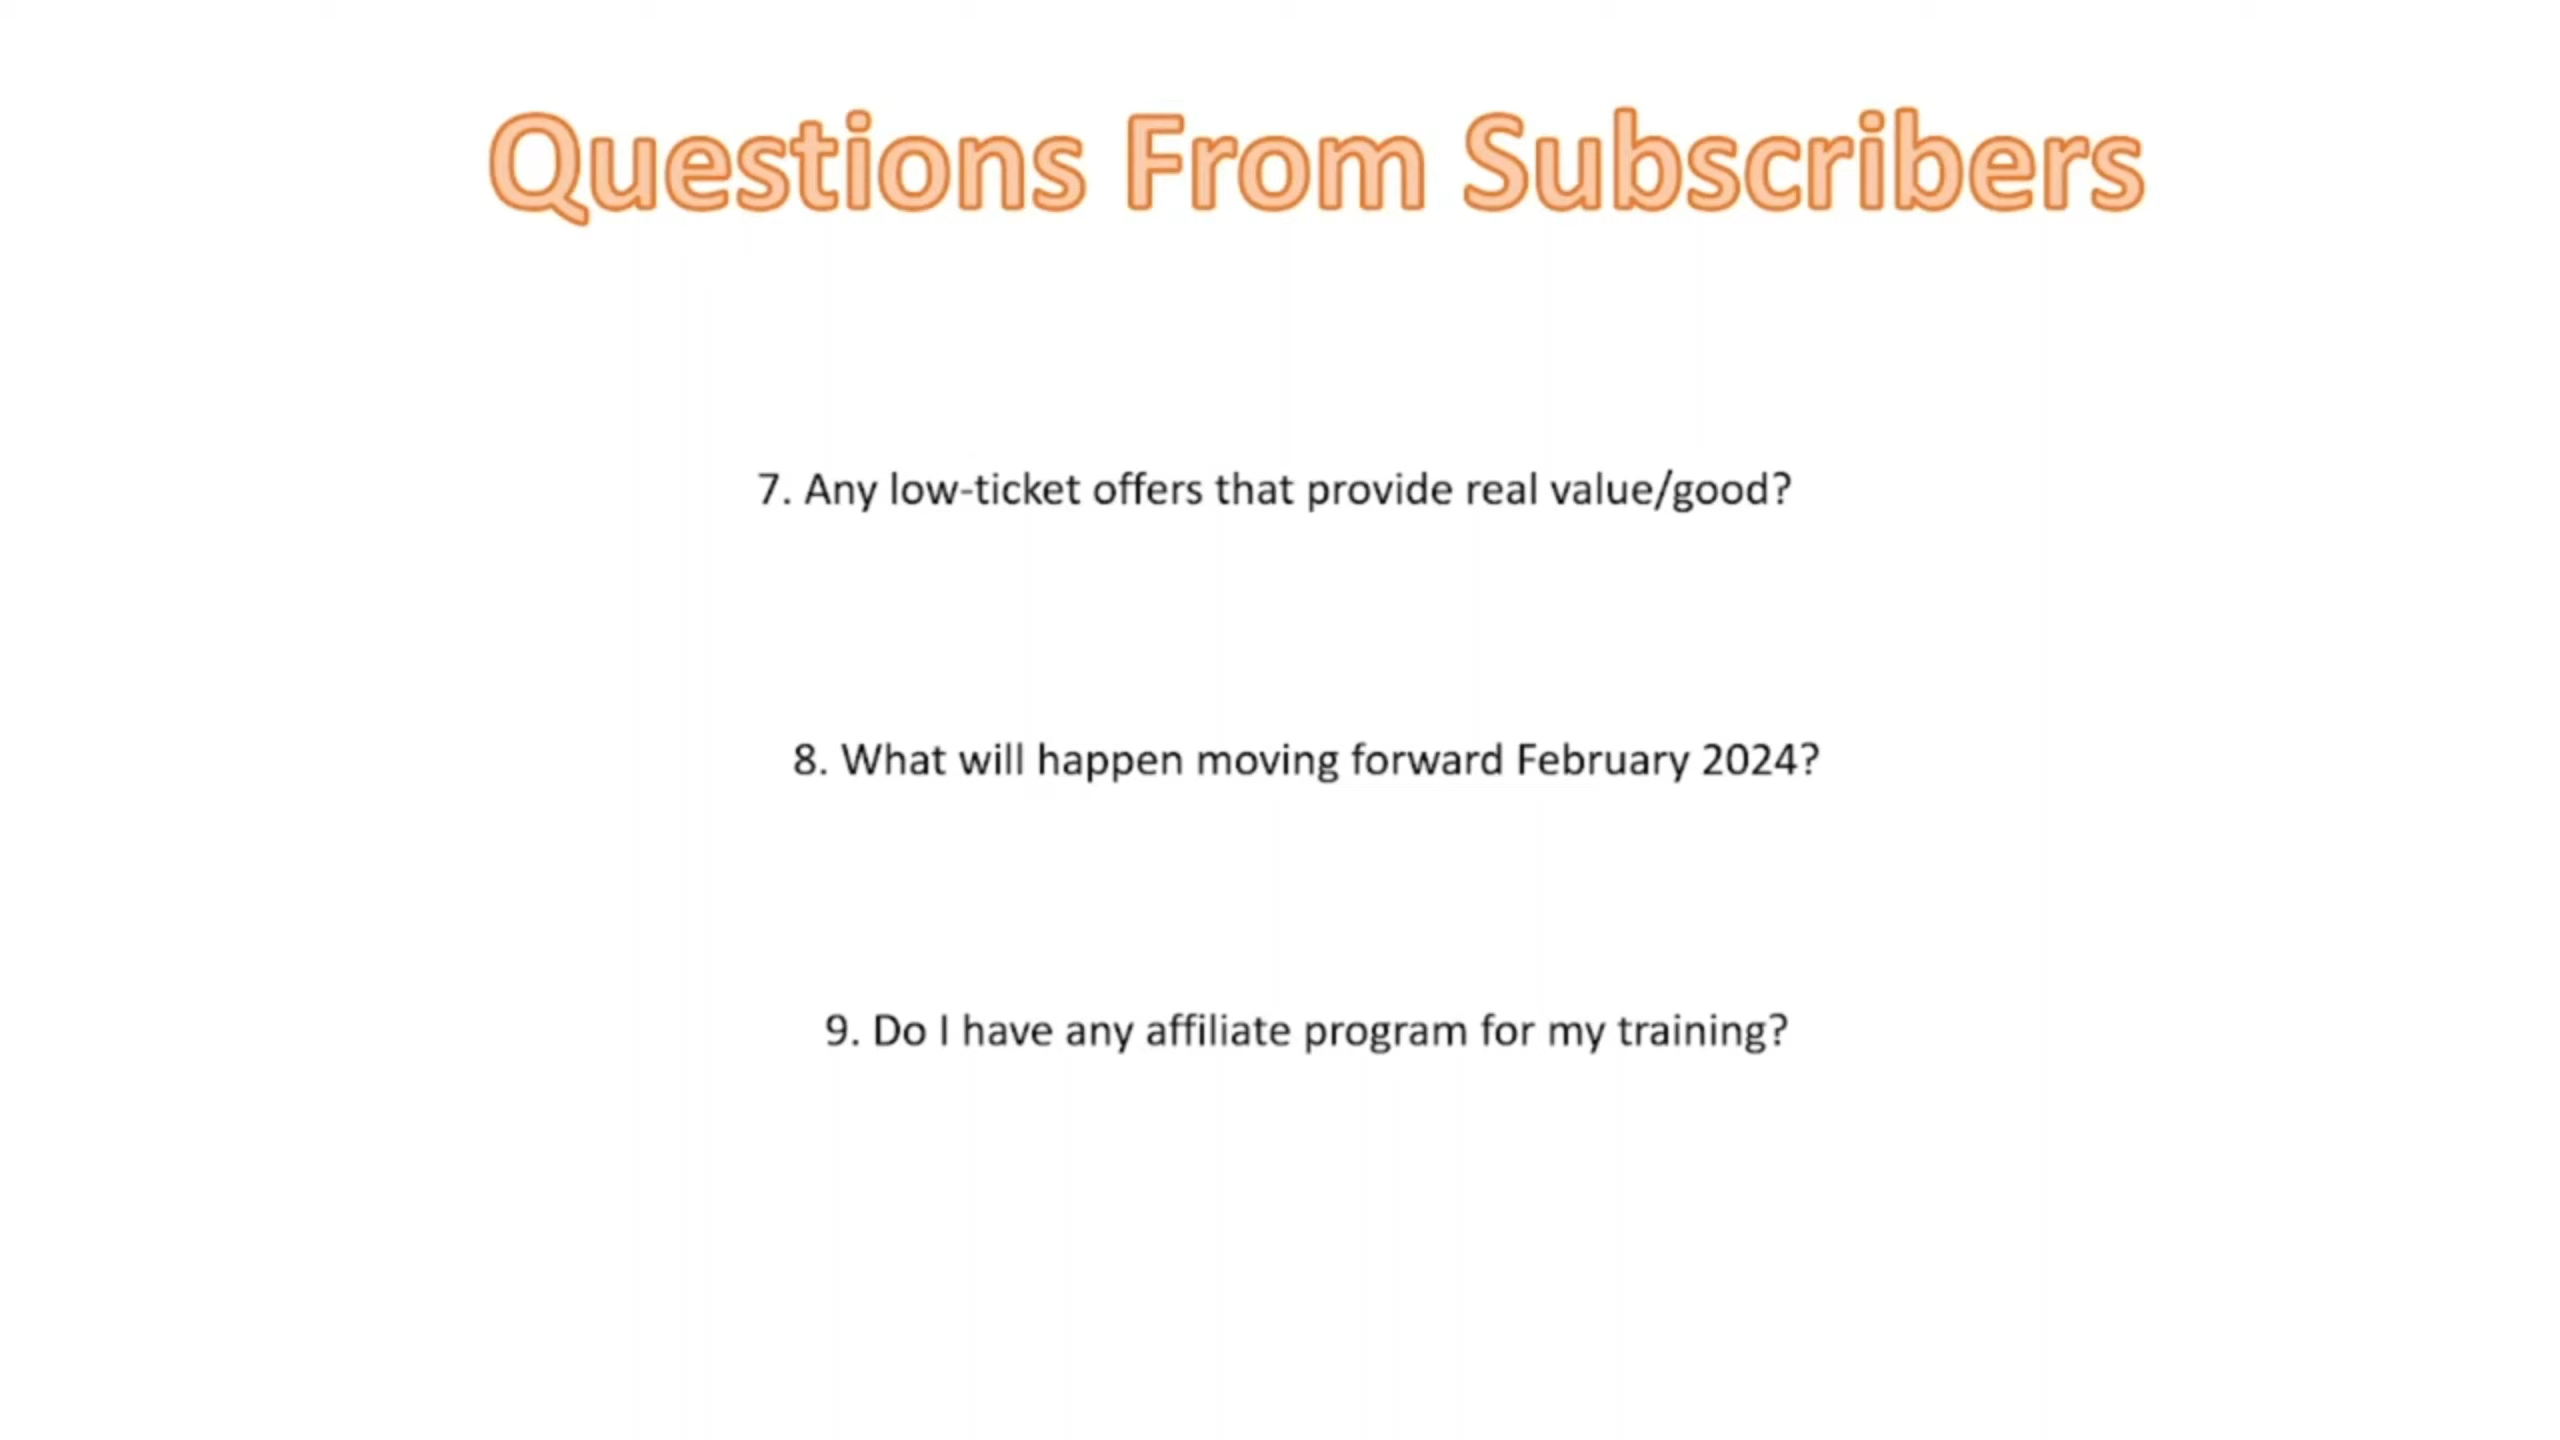 Questions From Subscribers
7. Any low-ticket offers that provide real value/good?
8. What will happen moving forward February 2024?
9. Do I have any affiliate program for my training?